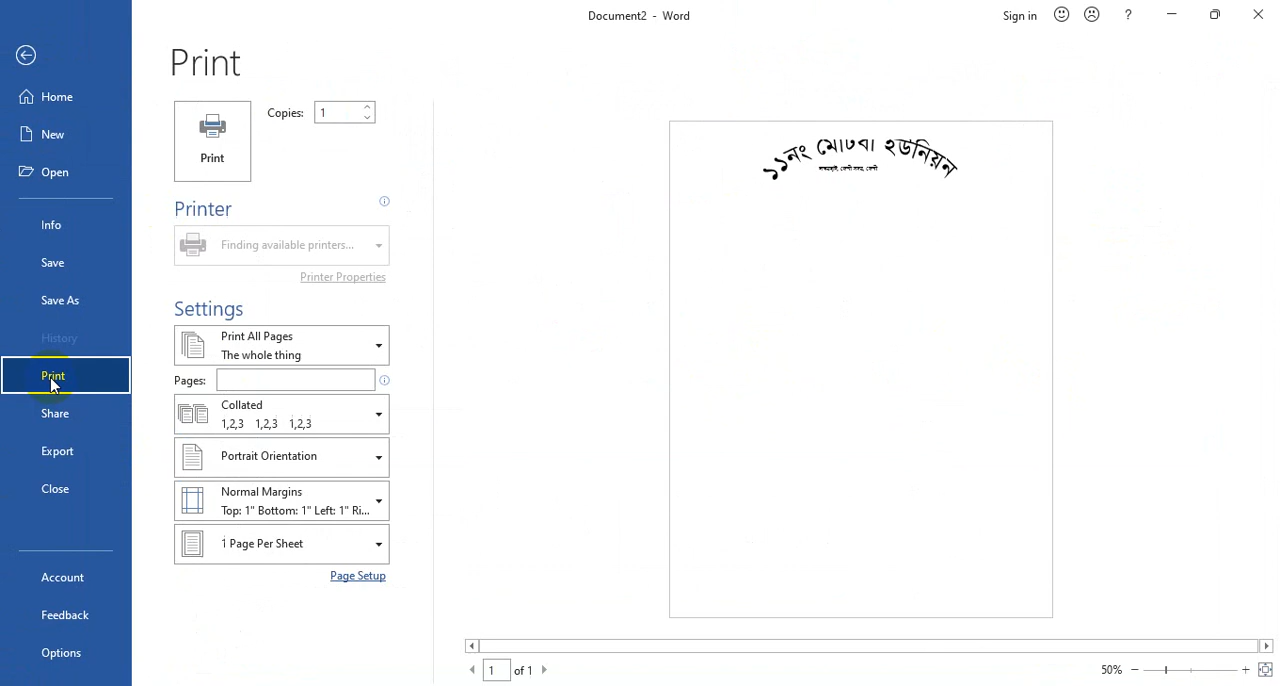 Document2 - Word
Sign in
?
Print
Home
New
Open
Info
Save
Save As
History
Print
Share
Export
Close
Account
Feedback
Options
Print
Copies: 1
Printer
Finding available printers...
Printer Properties
Settings
Print All Pages
The whole thing
Pages:
Collated
1,2,3 1,2,3 1,2,3
Portrait Orientation
Normal Margins
Top: 1" Bottom: 1" Left: 1" Ri...
1 Page Per Sheet
Page Setup
১১নং
1 of 1
50%